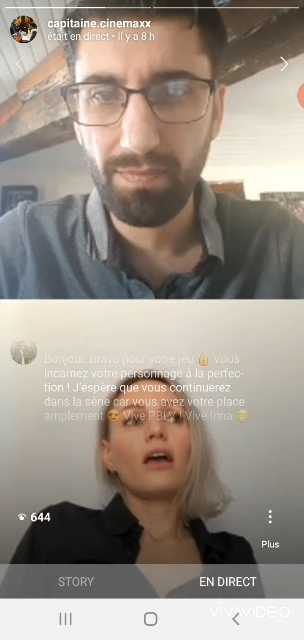 capitaine.cinemaxx
était en direct • Il y a 8 h
Bonjour. Bravo pour votre jeu 👍 Vous
incarnez votre personnage à la perfec-
tion ! J'espère que vous continuerez
dans la série car vous avez votre place
amplement 😍 Vive PBLV ! Vive Irina 😊
644
Plus
STORY
EN DIRECT
VIVAVIDEO